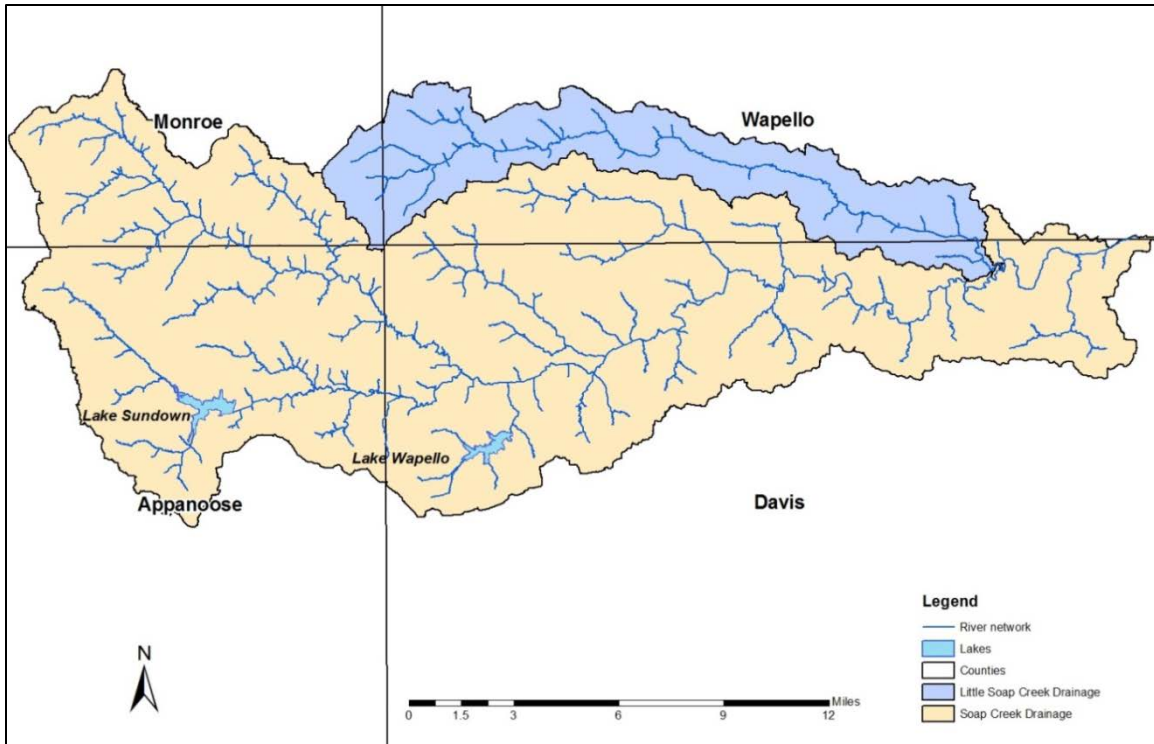 Monroe
Wapello
Lake Sundown
Lake Wapello
Appanoose
Davis
Legend
River network
Lakes
Counties
Little Soap Creek Drainage
Soap Creek Drainage
N
Miles
0 1.5 3 6 9 12